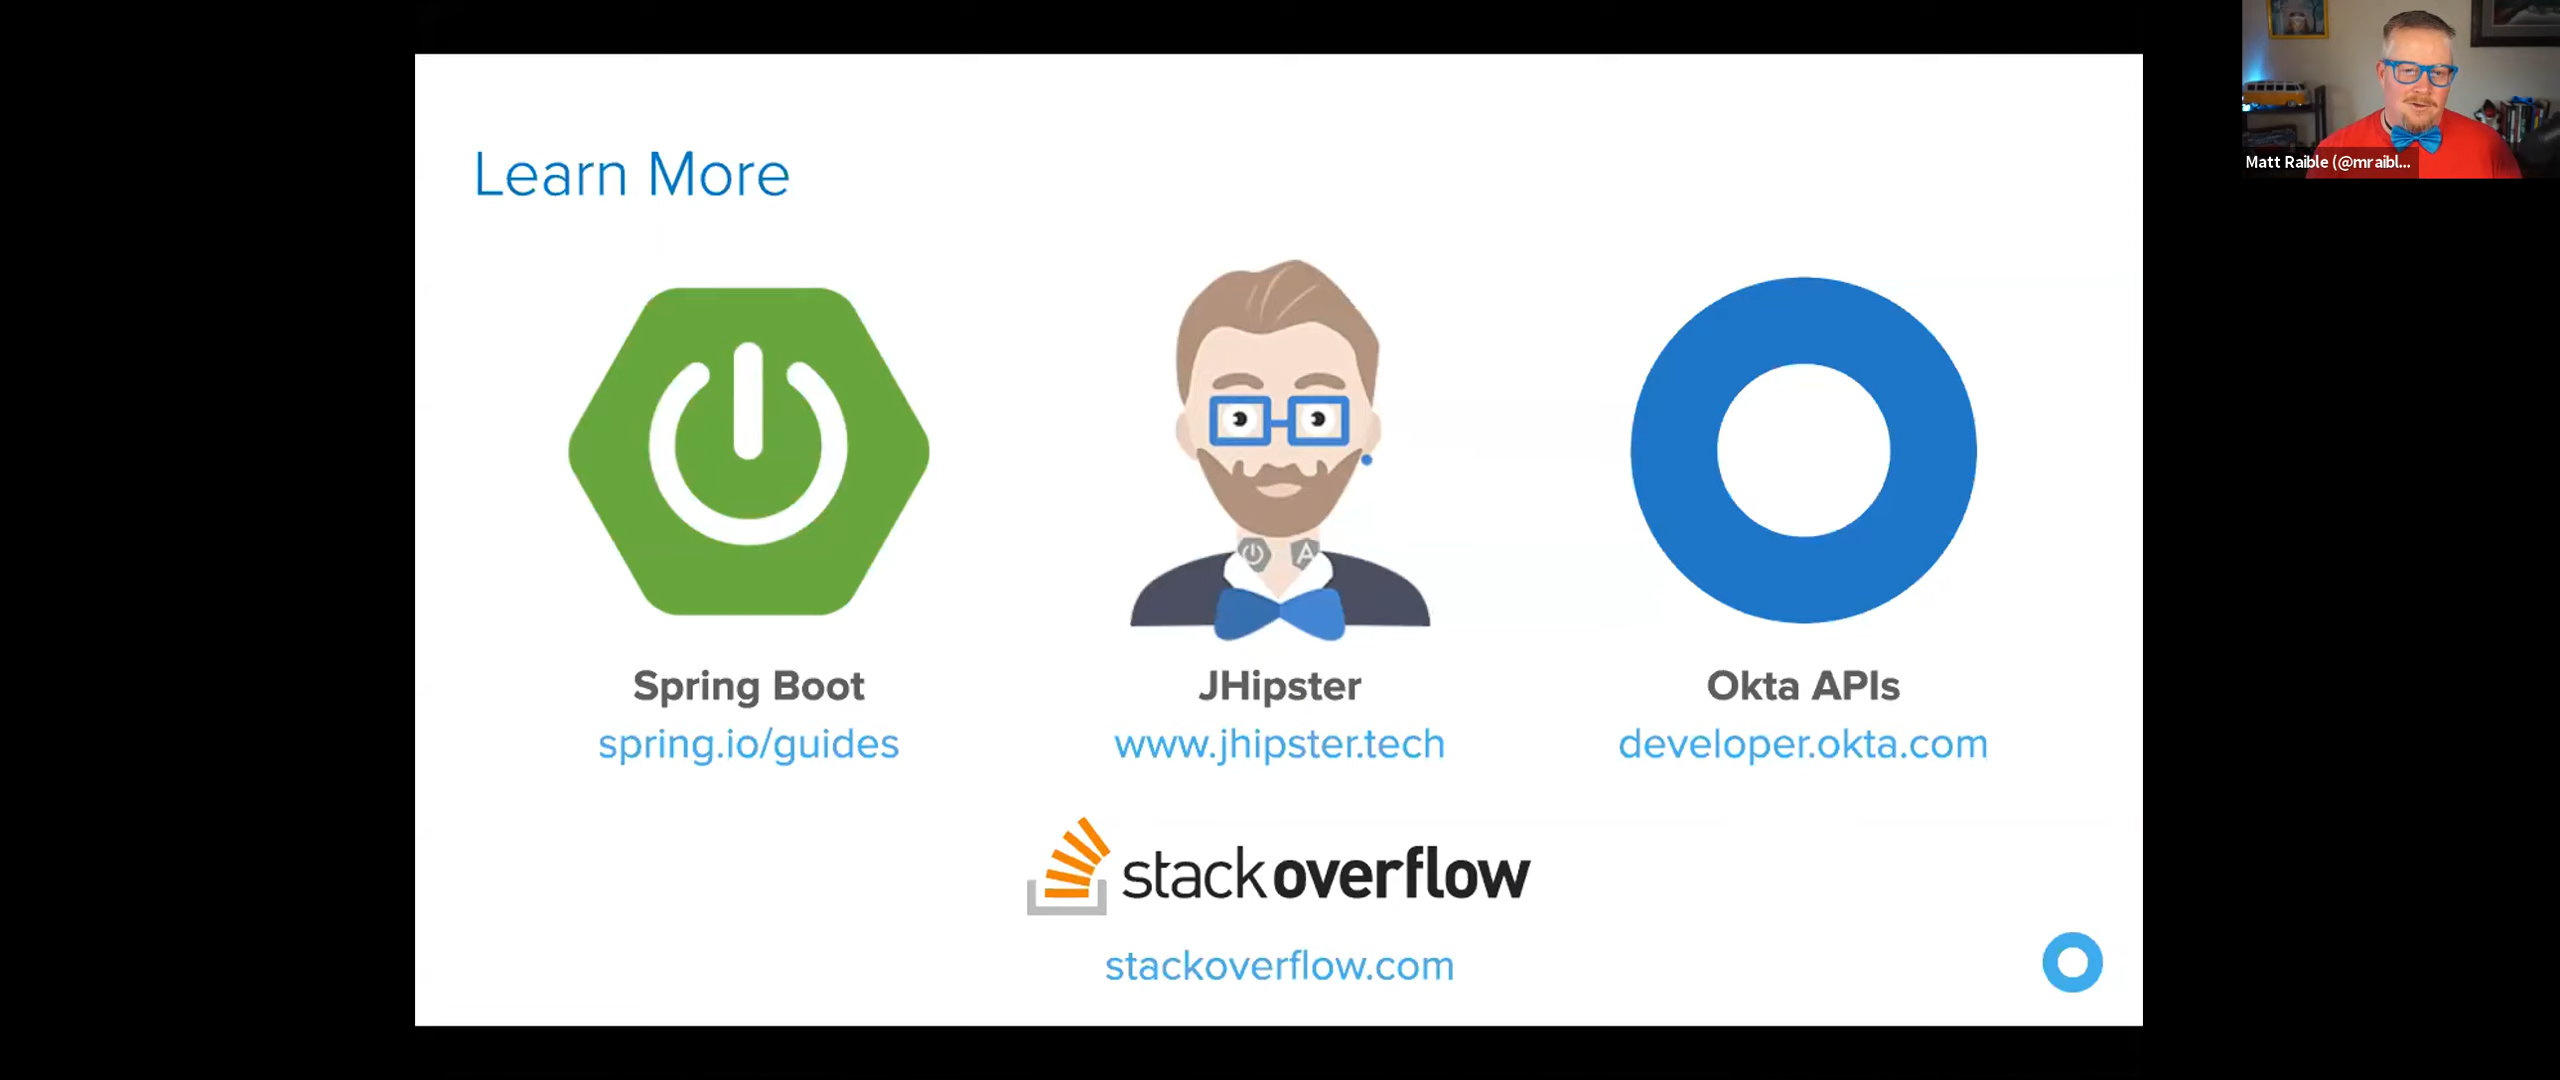 Learn More
Matt Raible (@mraibl...
Spring Boot
spring.io/guides
JHipster
www.jhipster.tech
Okta APIs
developer.okta.com
stackoverflow
stackoverflow.com